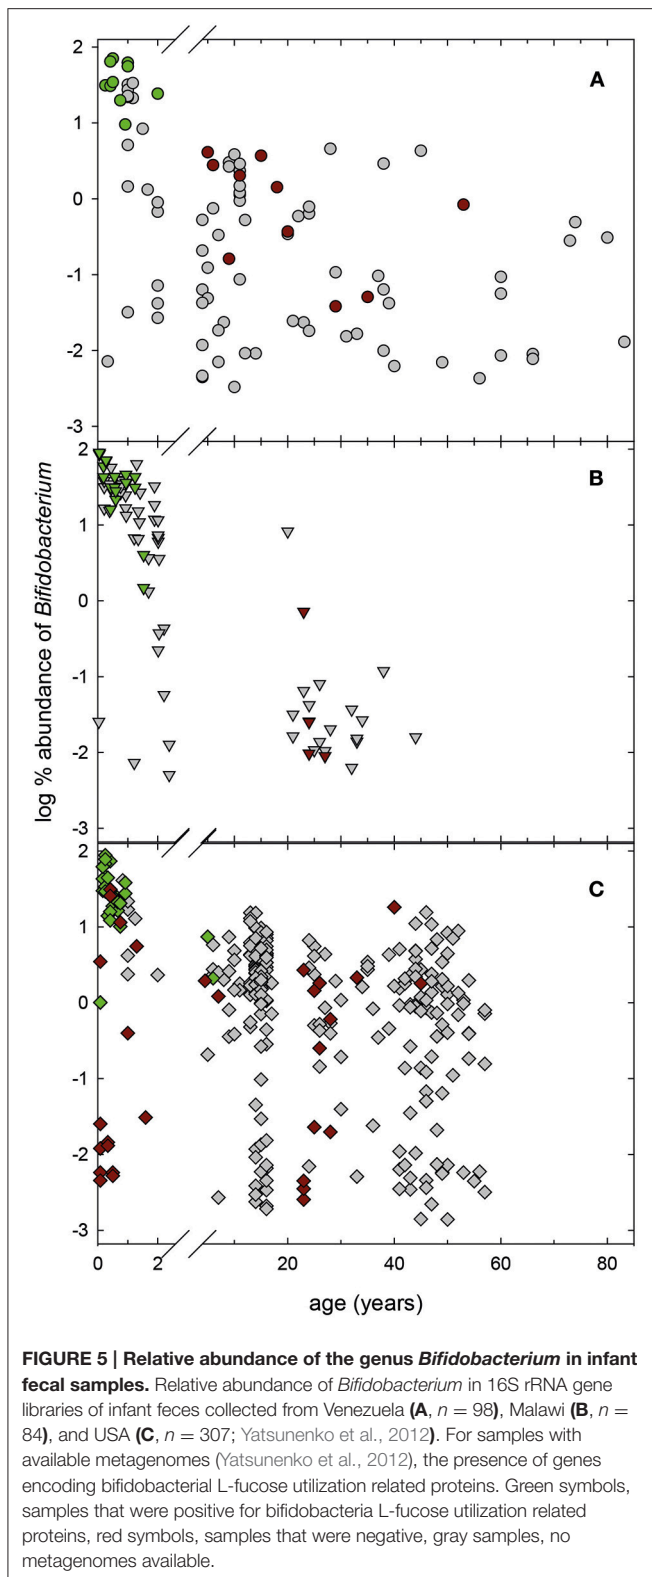 2
1
0
-1
-2
-3
A
2
1
0
-1
-2
-3
B
2
1
0
-1
-2
-3
C
log % abundance of Bifidobacterium
0 2 20 40 60 80
age (years)
FIGURE 5 | Relative abundance of the genus Bifidobacterium in infant
fecal samples. Relative abundance of Bifidobacterium in 16S rRNA gene
libraries of infant feces collected from Venezuela (A, n = 98), Malawi (B, n =
84), and USA (C, n = 307; Yatsunenko et al., 2012). For samples with
available metagenomes (Yatsunenko et al., 2012), the presence of genes
encoding bifidobacterial L-fucose utilization related proteins. Green symbols,
samples that were positive for bifidobacteria L-fucose utilization related
proteins, red symbols, samples that were negative, gray samples, no
metagenomes available.